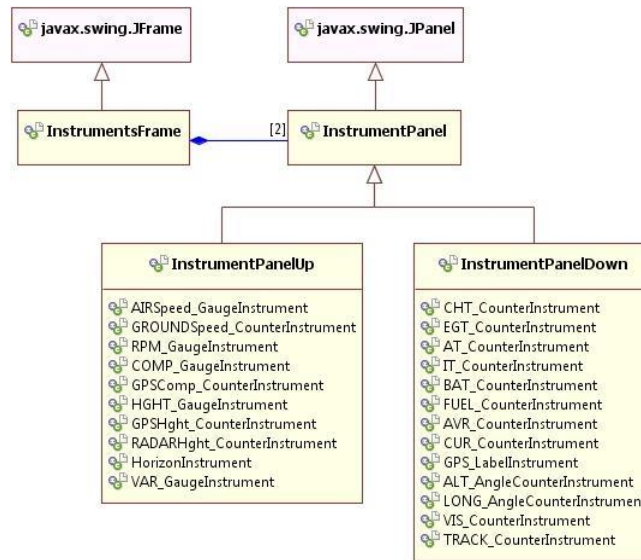 javax.swing.JFrame
javax.swing.JPanel
InstrumentsFrame
[2]
InstrumentPanel
InstrumentPanelUp
AIRSpeed_GaugeInstrument
GROUNDSpeed_CounterInstrument
RPM_GaugeInstrument
COMP_GaugeInstrument
GPSComp_CounterInstrument
HGHT_GaugeInstrument
GPSHght_CounterInstrument
RADARHght_CounterInstrument
HorizonInstrument
VAR_GaugeInstrument
InstrumentPanelDown
CHT_CounterInstrument
EGT_CounterInstrument
AT_CounterInstrument
IT_CounterInstrument
BAT_CounterInstrument
FUEL_CounterInstrument
AVR_CounterInstrument
CUR_CounterInstrument
GPS_LabelInstrument
ALT_AngleCounterInstrument
LONG_AngleCounterInstrument
VIS_CounterInstrument
TRACK_CounterInstrument